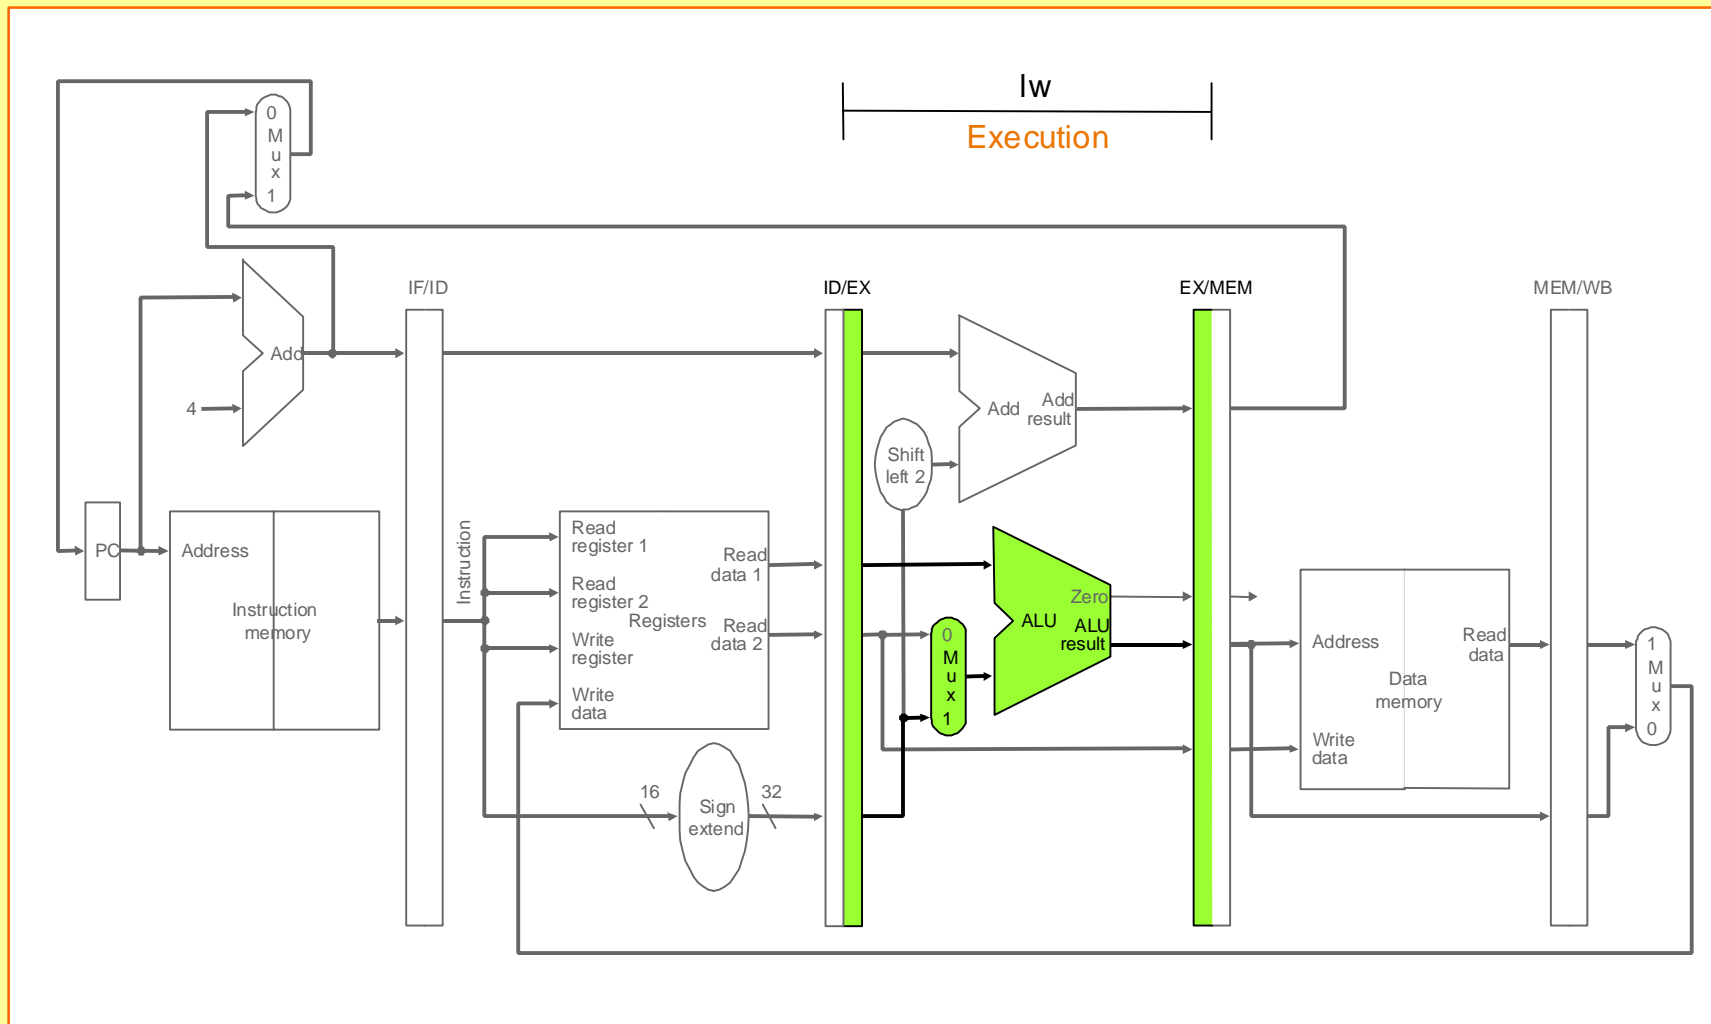 lw
Execution
0
M
u
x
1
IF/ID
ID/EX
EX/MEM
MEM/WB
Add
4
Add
Add
result
Shift
left 2
PC
Address
Instruction
memory
Instruction
Read
register 1
Read
register 2
Registers
Write
register
Write
data
Read
data 1
Read
data 2
0
M
u
x
1
Zero
ALU
ALU
result
Address
Read
data
Data
memory
Write
data
1
M
u
x
0
16
Sign
extend
32